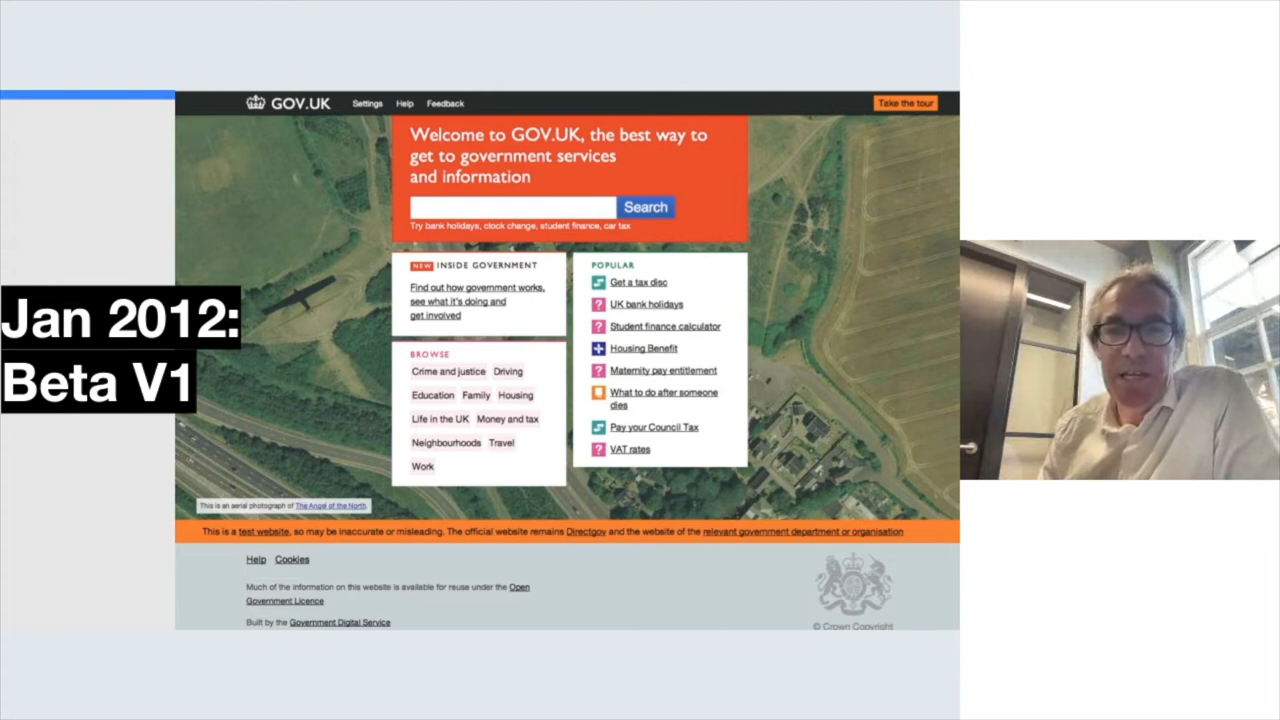 GOV.UK Settings Help Feedback Take the tour
Welcome to GOV.UK, the best way to
get to government services
and information
Search
Try bank holidays, clock change, student finance, car tax
NEW INSIDE GOVERNMENT
Find out how government works,
see what it's doing and
get involved
BROWSE
Crime and justice Driving
Education Family Housing
Life in the UK Money and tax
Neighbourhoods Travel
Work
POPULAR
Get a tax disc
? UK bank holidays
? Student finance calculator
Housing Benefit
? Maternity pay entitlement
What to do after someone
dies
Pay your Council Tax
? VAT rates
Jan 2012:
Beta V1
This is an aerial photograph of The Angel of the North.
This is a test website, so may be inaccurate or misleading. The official website remains Directgov and the website of the relevant government department or organisation
Help Cookies
Much of the information on this website is available for reuse under the Open
Government Licence
Built by the Government Digital Service
© Crown Copyright